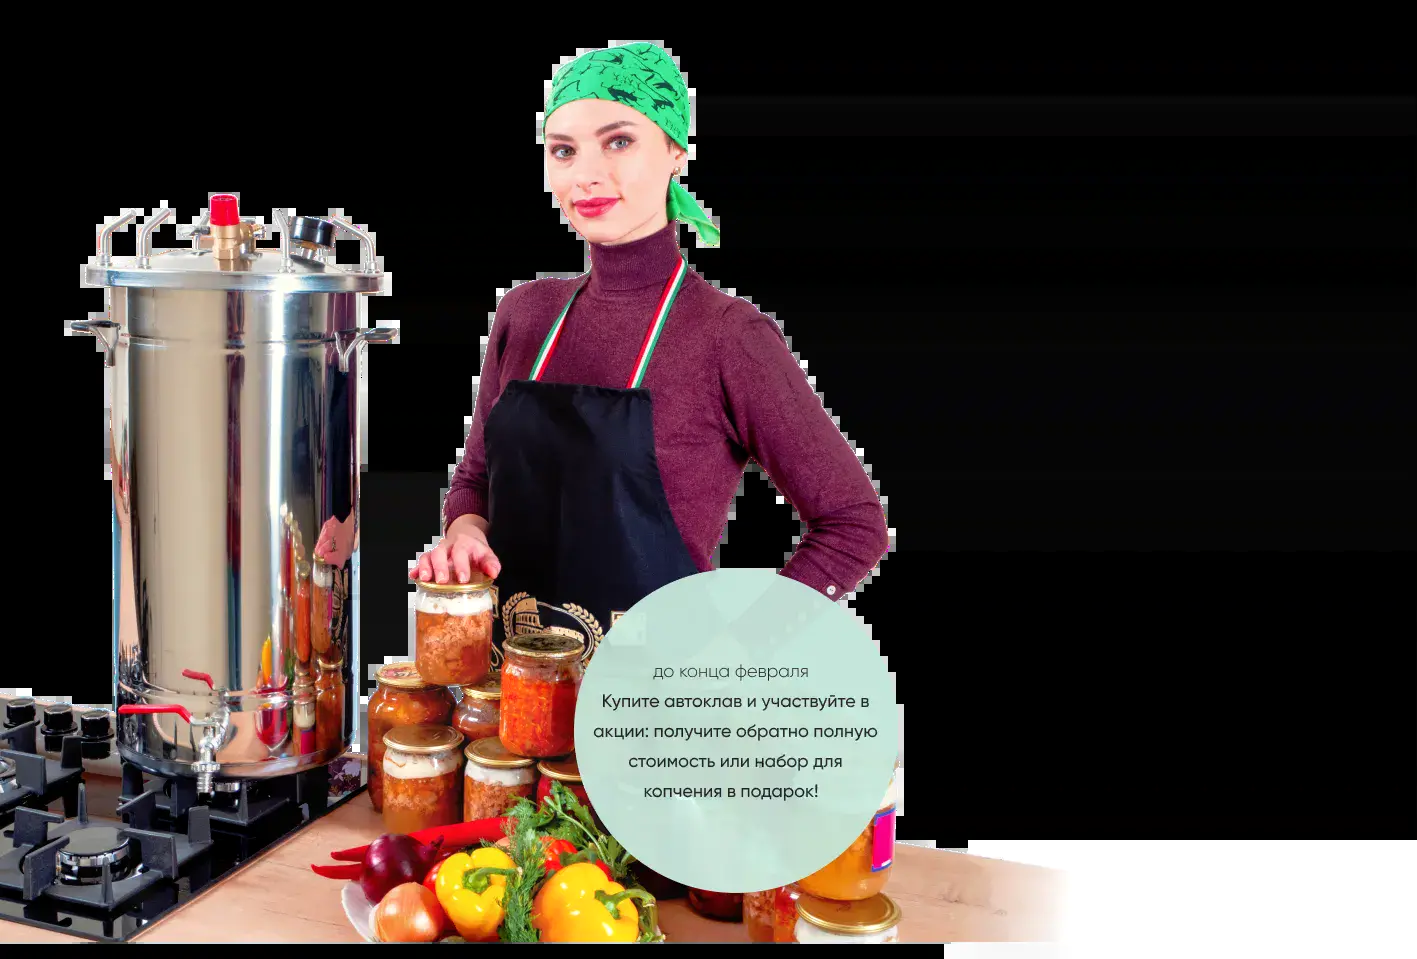 до конца февраля
Купите автоклав и участвуйте в
акции: получите обратно полную
стоимость или набор для
копчения в подарок!